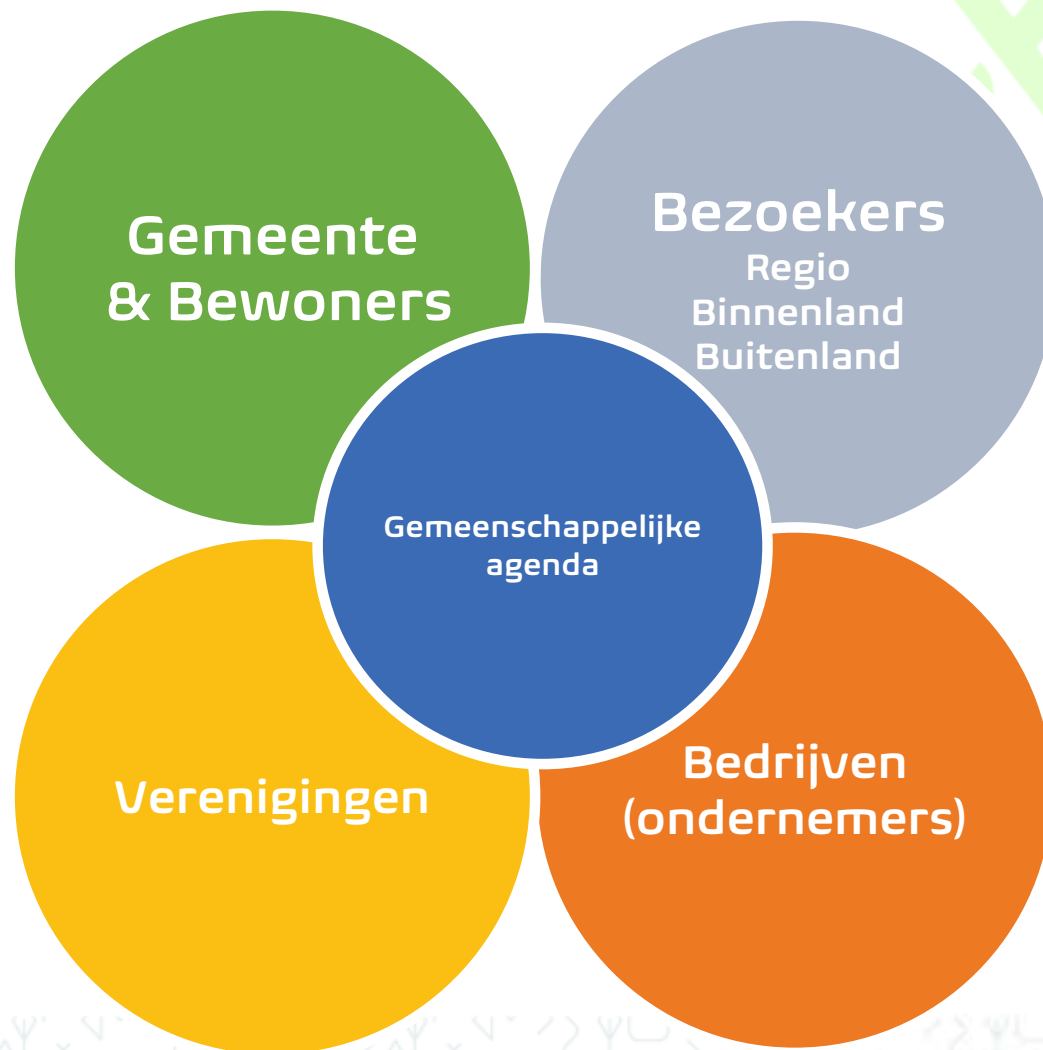 Gemeente
& Bewoners
Bezoekers
Regio
Binnenland
Buitenland
Gemeenschappelijke
agenda
Verenigingen
Bedrijven
(ondernemers)